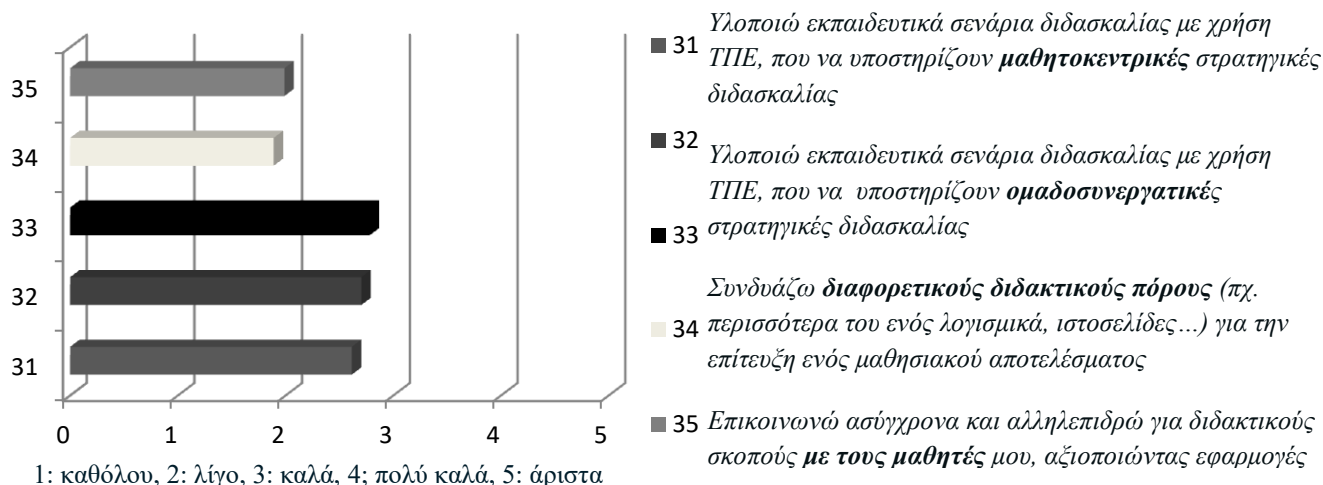 35
34
33
32
31
0 1 2 3 4 5
1: καθόλου, 2: λίγο, 3: καλά, 4; πολύ καλά, 5: άριστα
31
Υλοποιώ εκπαιδευτικά σενάρια διδασκαλίας με χρήση
ΤΠΕ, που να υποστηρίζουν μαθητοκεντρικές στρατηγικές
διδασκαλίας
32
Υλοποιώ εκπαιδευτικά σενάρια διδασκαλίας με χρήση
ΤΠΕ, που να υποστηρίζουν ομαδοσυνεργατικές
33
στρατηγικές διδασκαλίας
Συνδυάζω διαφορετικούς διδακτικούς πόρους (πχ.
34
περισσότερα του ενός λογισμικά, ιστοσελίδες...) για την
επίτευξη ενός μαθησιακού αποτελέσματος
35
Επικοινωνώ ασύγχρονα και αλληλεπιδρώ για διδακτικούς
σκοπούς με τους μαθητές μου, αξιοποιώντας εφαρμογές